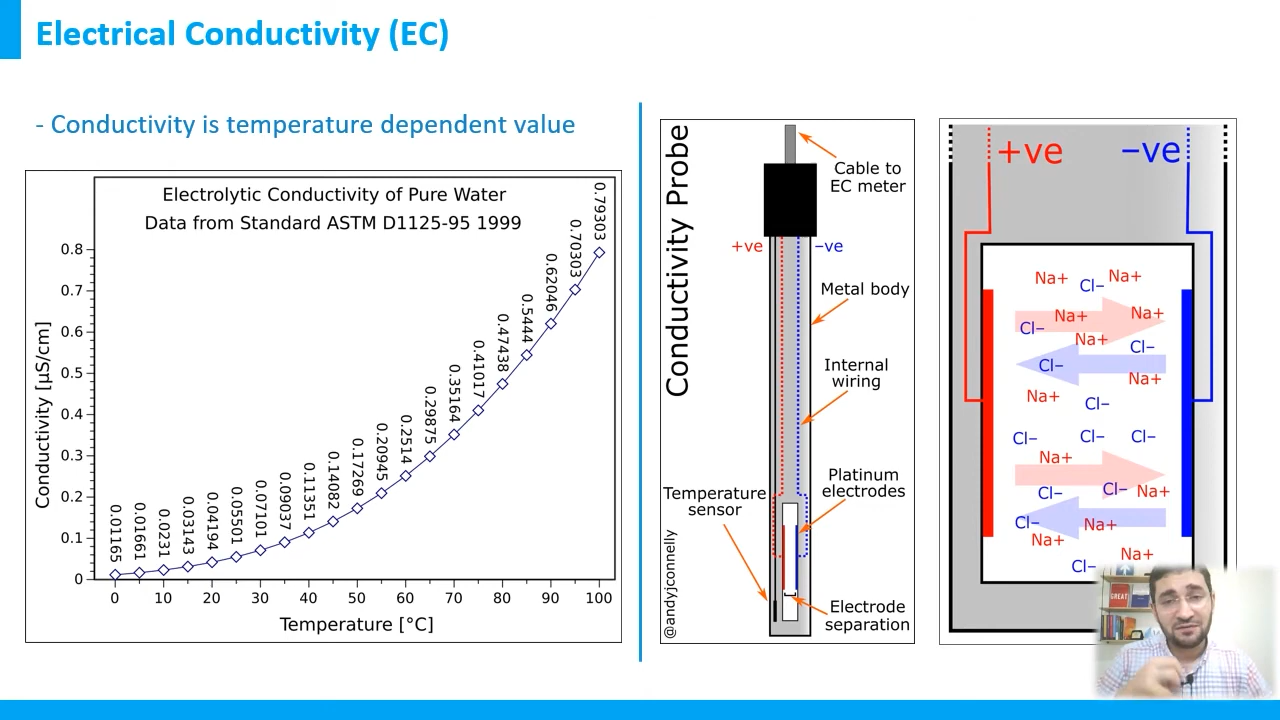 Electrical Conductivity (EC)
- Conductivity is temperature dependent value
Electrolytic Conductivity of Pure Water
Data from Standard ASTM D1125-95 1999
Conductivity [µS/cm]
0.8
0.7
0.6
0.5
0.4
0.3
0.2
0.1
0
0.01165
0.01661
0.0231
0.03143
0.04194
0.05501
0.07101
0.09037
0.11351
0.14082
0.17269
0.20945
0.2514
0.29875
0.35164
0.41017
0.47438
0.5444
0.62046
0.70303
0.79303
0 10 20 30 40 50 60 70 80 90 100
Temperature [°C]
Conductivity Probe
Cable to
EC meter
+ve
–ve
Metal body
Internal
wiring
Platinum
electrodes
Temperature
sensor
Electrode
separation
@andyjconnelly
+ve –ve
Na+ Cl– Na+
Cl– Na+ Na+
Na+ Cl–
Cl– Na+
Na+ Cl–
Cl– Cl– Cl–
Na+
Cl– Cl– Na+
Cl– Na+
Na+ Na+
Cl–
GREAT